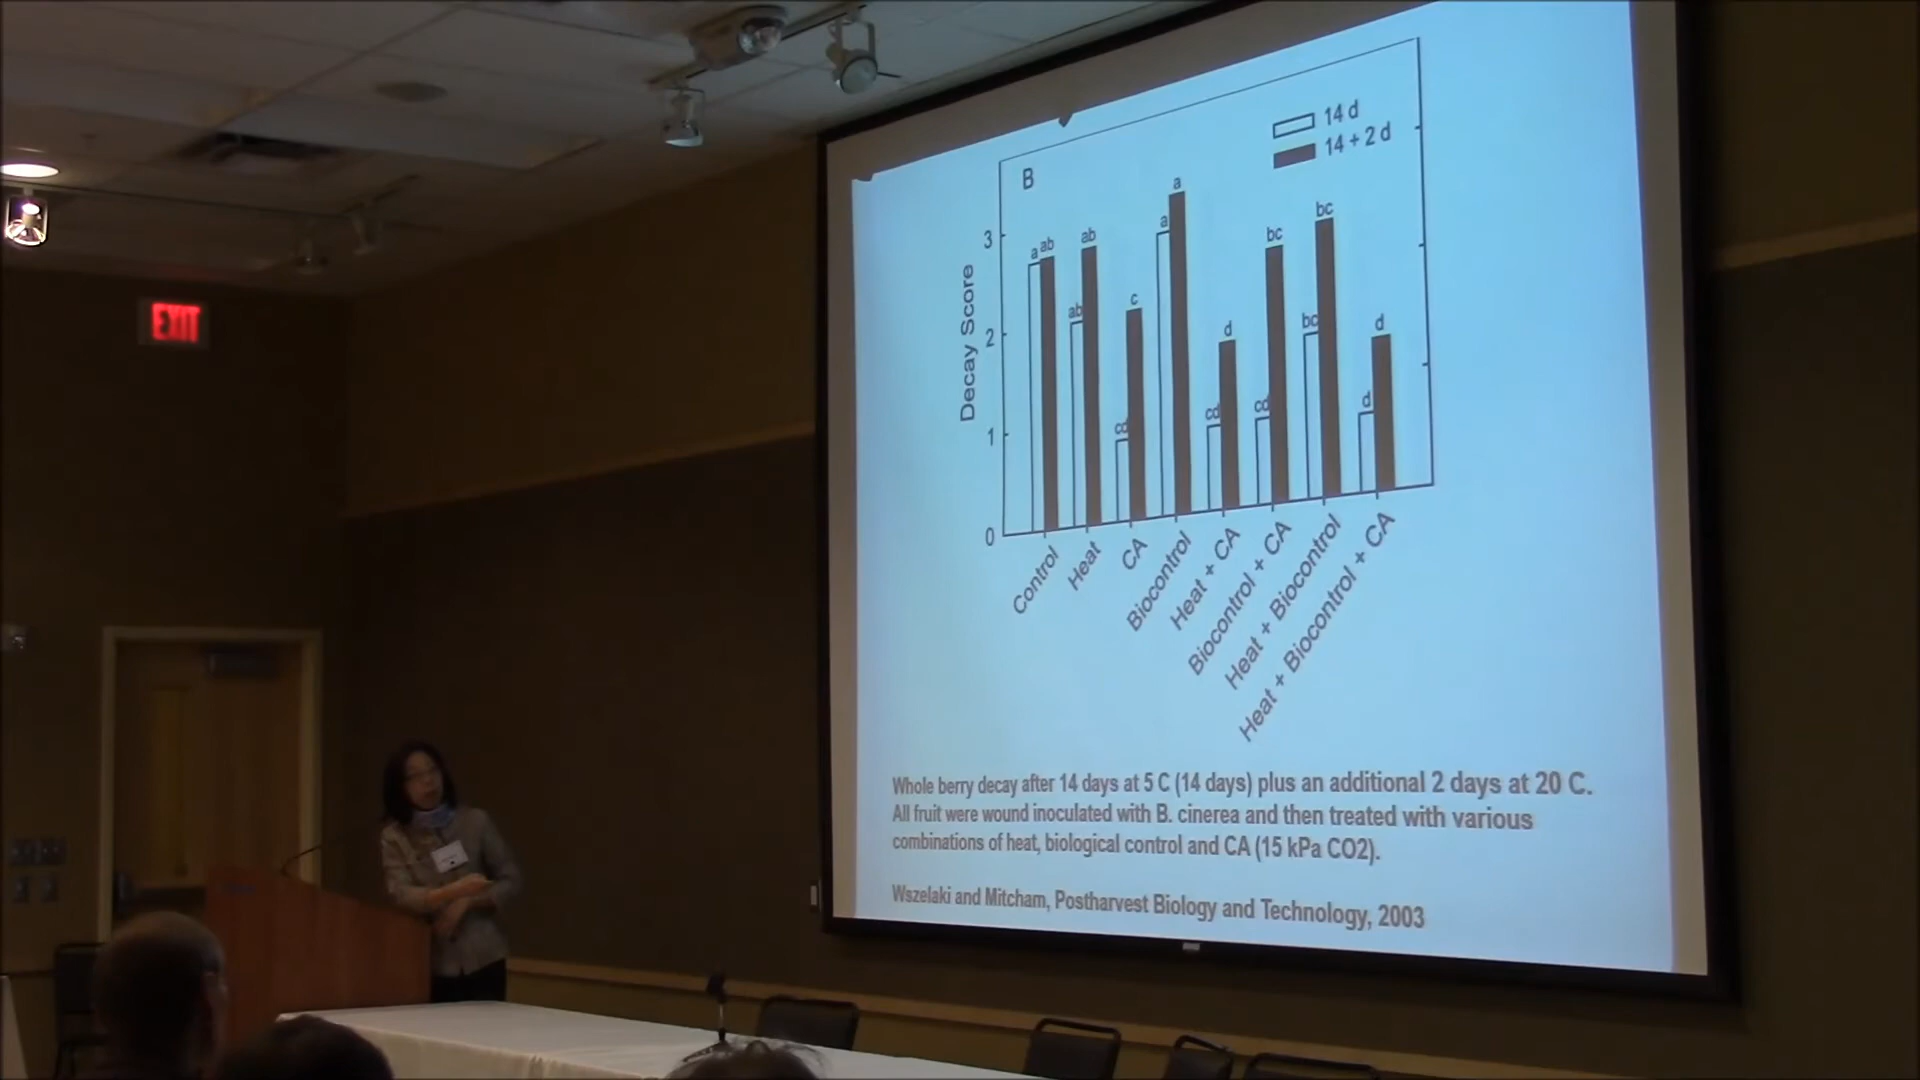 EXIT
14 d
14 + 2 d
B
Decay Score
3
2
1
0
a ab
ab ab
cd c
a a
cd d
cd bc
bc bc
d d
Control
Heat
CA
Biocontrol
Heat + CA
Biocontrol + CA
Heat + Biocontrol
Heat + Biocontrol + CA
Whole berry decay after 14 days at 5 C (14 days) plus an additional 2 days at 20 C.
All fruit were wound inoculated with B. cinerea and then treated with various
combinations of heat, biological control and CA (15 kPa CO2).
Wszelaki and Mitcham, Postharvest Biology and Technology, 2003